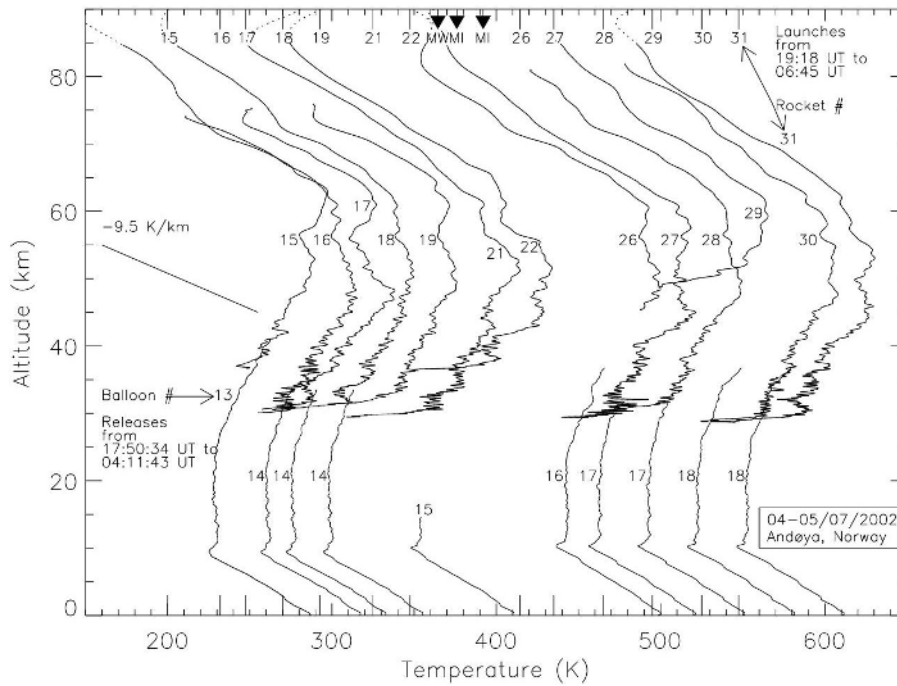 15 16 17 18 19 21 22 MW MI MI 26 27 28 29 30 31
Launches
from
19:18 UT to
06:45 UT
Rocket #
31
80
60
40
20
0
Altitude (km)
-9.5 K/km
15 16 17 18 19 21 22 26 27 28 29 30
Balloon # 13
Releases
from
17:50:34 UT to
04:11:43 UT
14 14 14 15 16 17 17 18 18
04-05/07/2002
Andøya, Norway
200 300 400 500 600
Temperature (K)